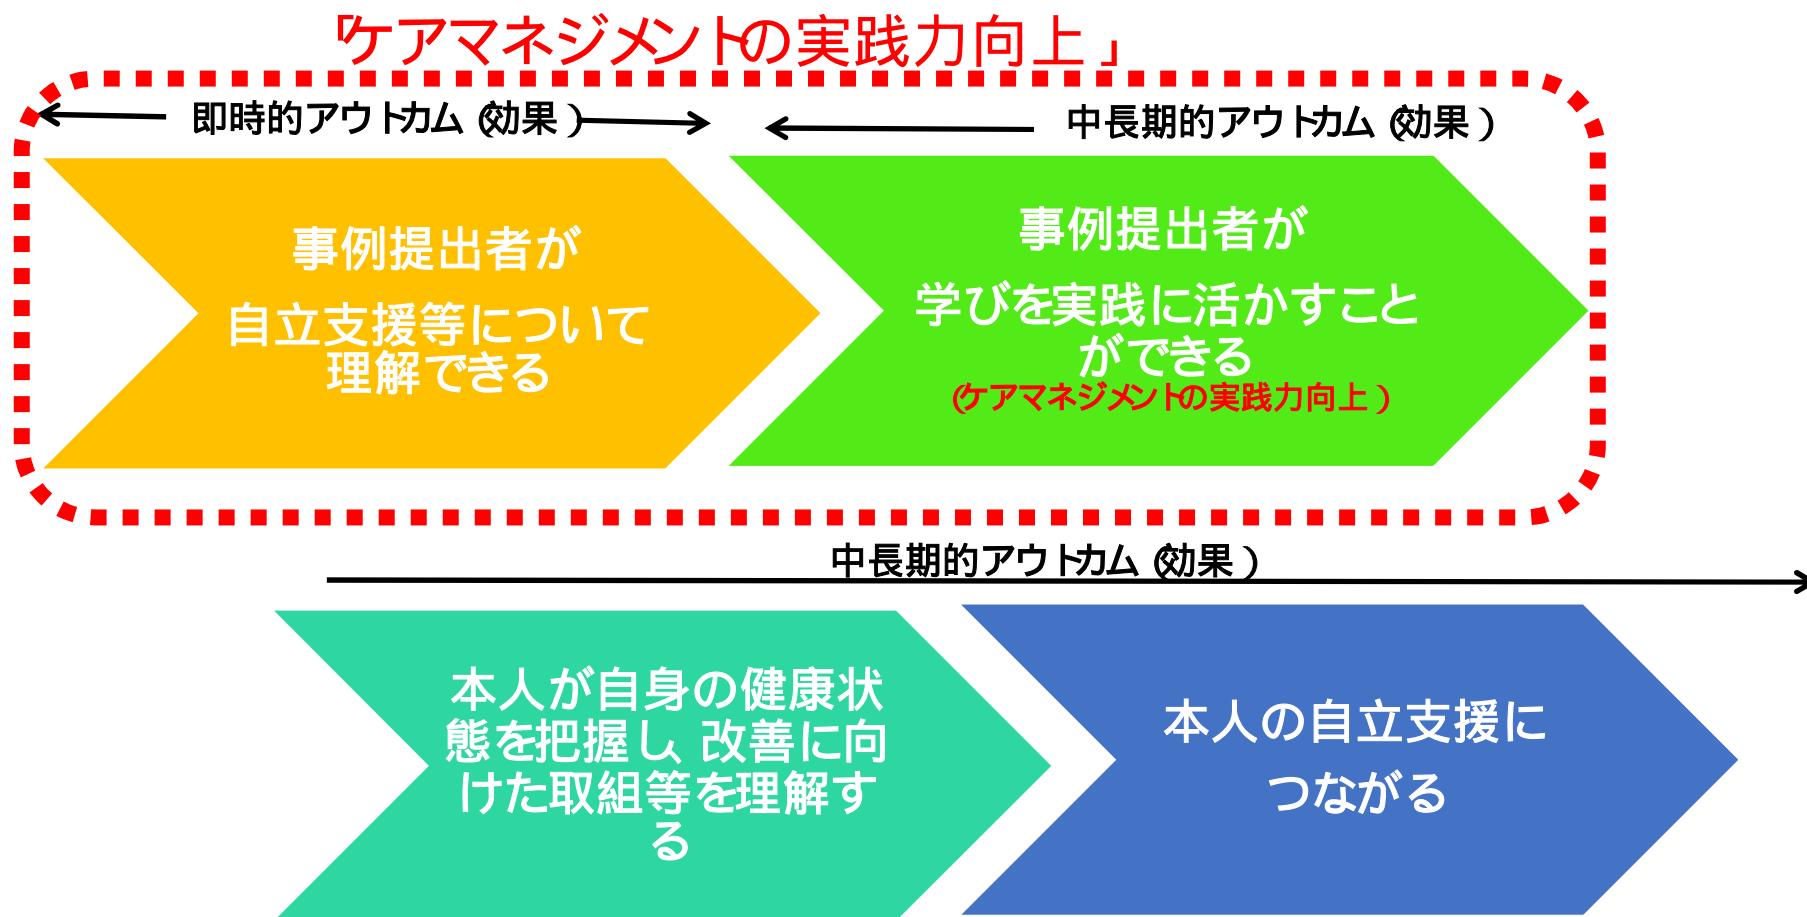 「ケアマネジメントの実践力向上」
即時的アウトカム（効果）
中長期的アウトカム（効果）
事例提出者が
自立支援等について
理解できる
事例提出者が
学びを実践に活かすこと
ができる
（ケアマネジメントの実践力向上）
中長期的アウトカム（効果）
本人が自身の健康状
態を把握し、改善に向
けた取組等を理解す
る
本人の自立支援に
つながる